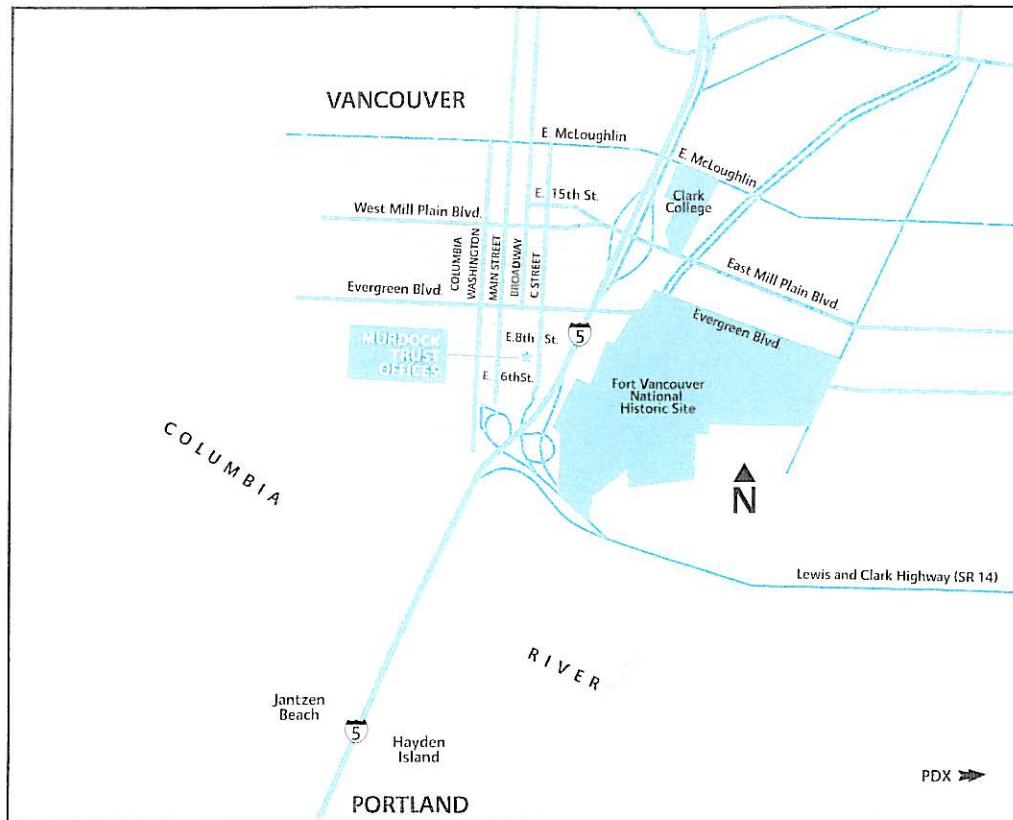 VANCOUVER
E. McLoughlin
E. McLoughlin
E. 15th St.
Clark
College
West Mill Plain Blvd.
COLUMBIA
WASHINGTON
MAIN STREET
BROADWAY
C STREET
East Mill Plain Blvd.
Evergreen Blvd.
Evergreen Blvd.
5
MURDOCK
TRUST
OFFICES
E.8th St.
E. 6thSt.
Fort Vancouver
National
Historic Site
COLUMBIA
N
Lewis and Clark Highway (SR 14)
RIVER
Jantzen
Beach
5
Hayden
Island
PDX
PORTLAND